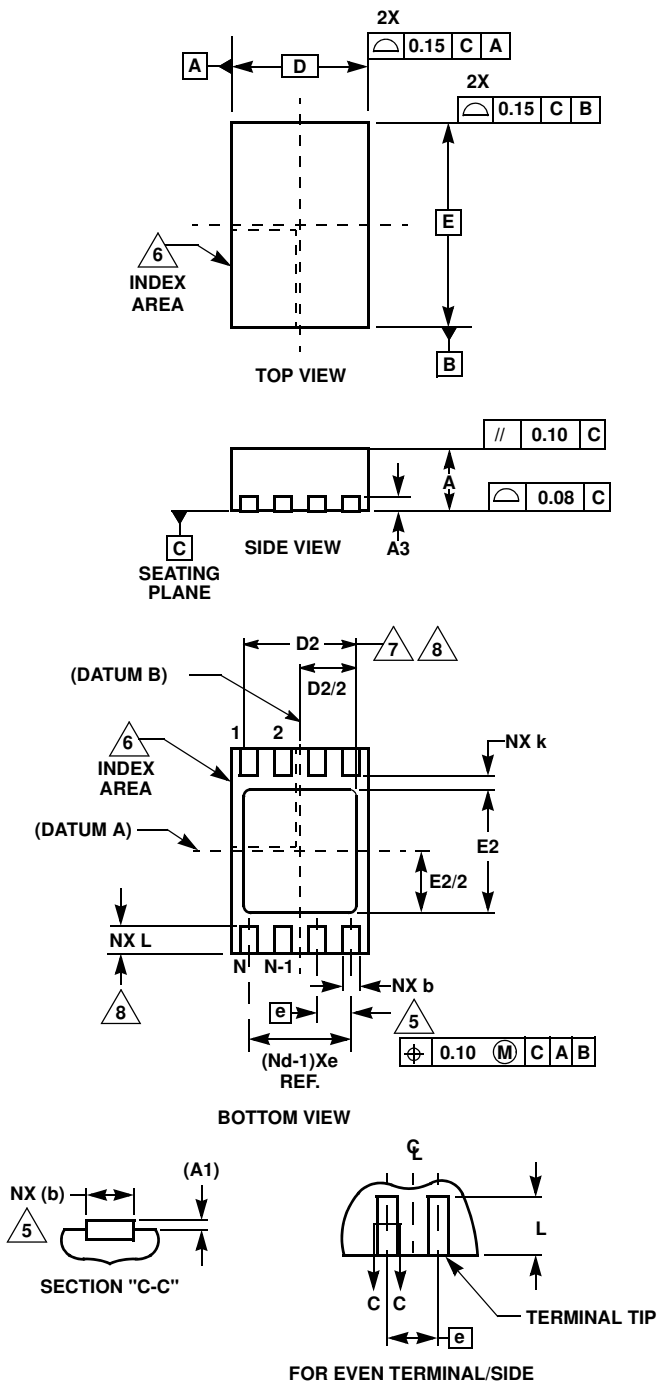 2X
⌓ 0.15 C A
A
D
2X
⌓ 0.15 C B
E
6
INDEX
AREA
B
TOP VIEW
// 0.10 C
A
⌓ 0.08 C
C
SIDE VIEW
A3
SEATING
PLANE
D2
7 8
(DATUM B)
D2/2
1 2
6
INDEX
AREA
NX k
(DATUM A)
E2
E2/2
NX L
N N-1
NX b
8
e
5
(Nd-1)Xe
REF.
⌖ 0.10 Ⓜ C A B
BOTTOM VIEW
(A1)
NX (b)
5
SECTION "C-C"
℄
L
C C
TERMINAL TIP
e
FOR EVEN TERMINAL/SIDE